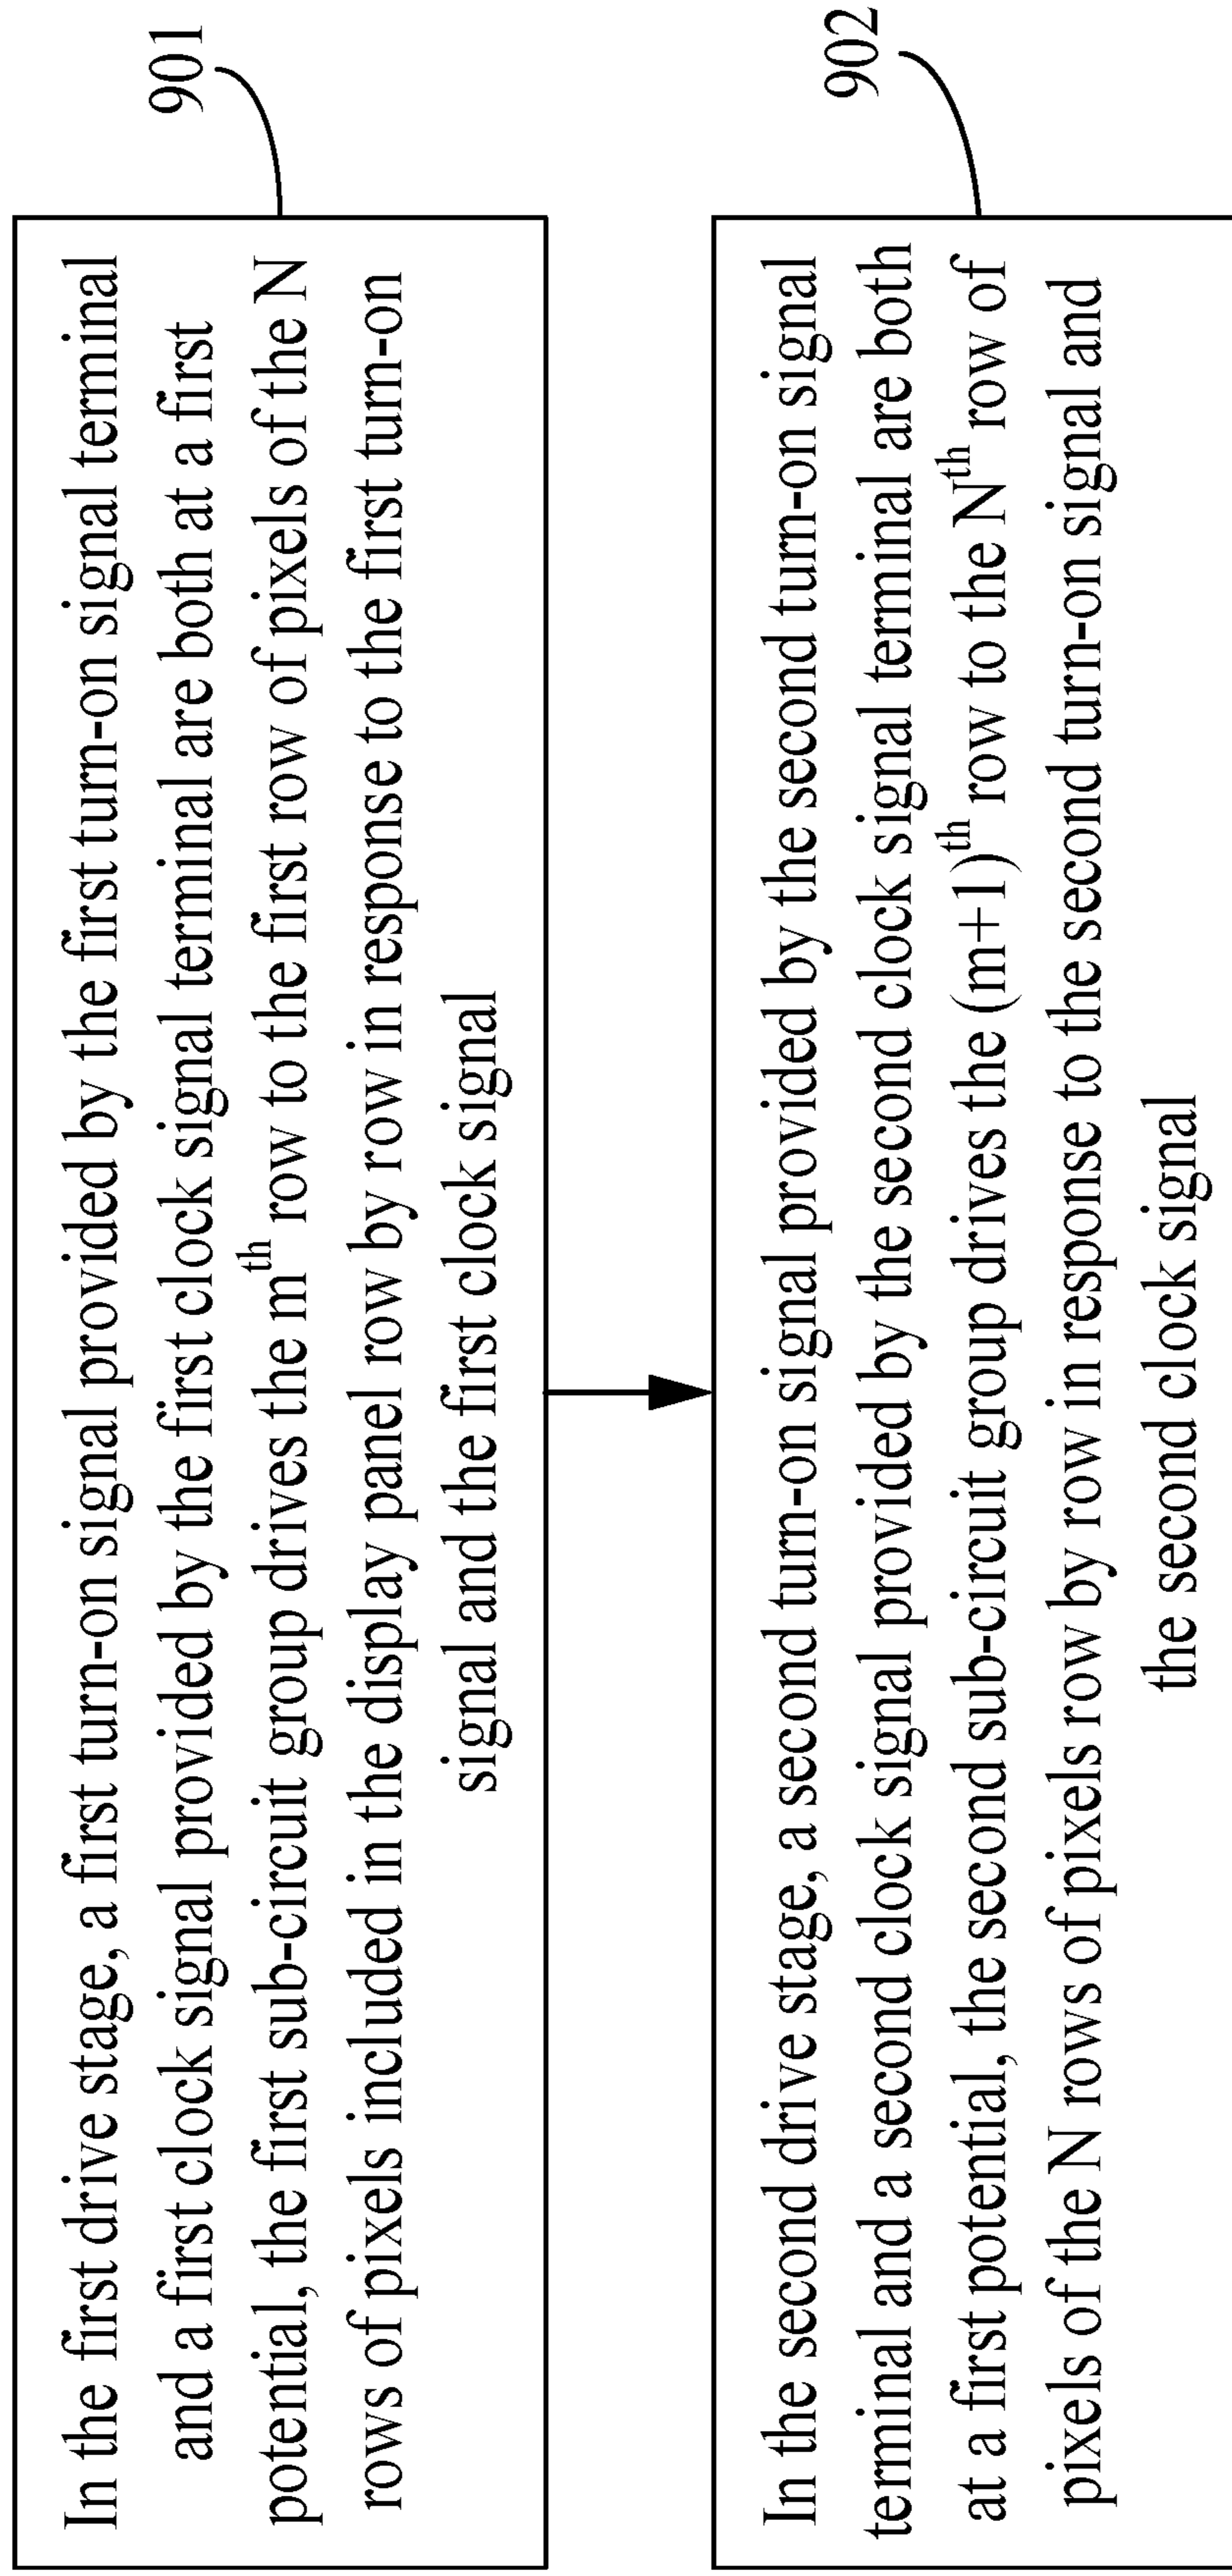 In the first drive stage, a first turn-on signal provided by the first turn-on signal terminal
and a first clock signal provided by the first clock signal terminal are both at a first
potential, the first sub-circuit group drives the mᵗʰ row to the first row of pixels of the N
rows of pixels included in the display panel row by row in response to the first turn-on
signal and the first clock signal
901
In the second drive stage, a second turn-on signal provided by the second turn-on signal
terminal and a second clock signal provided by the second clock signal terminal are both
at a first potential, the second sub-circuit group drives the (m+1)ᵗʰ row to the Nᵗʰ row of
pixels of the N rows of pixels row by row in response to the second turn-on signal and
the second clock signal
902